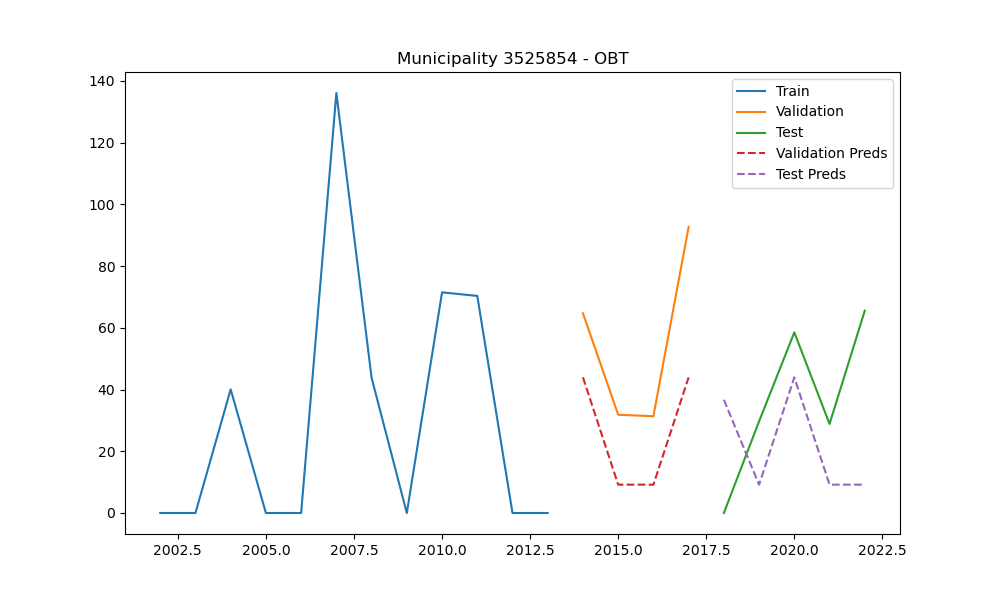 Municipality 3525854 - OBT
140
120
100
80
60
40
20
0
2002.5 2005.0 2007.5 2010.0 2012.5 2015.0 2017.5 2020.0 2022.5
Train
Validation
Test
Validation Preds
Test Preds